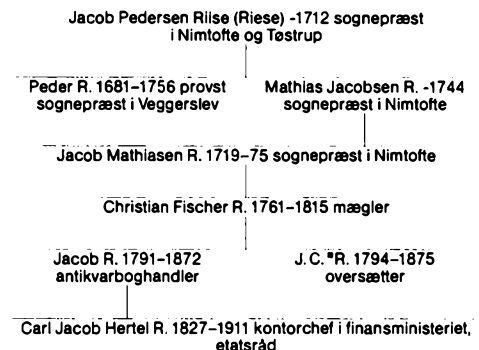 Jacob Pedersen Rilse (Riese) -1712 sognepræst
i Nimtofte og Tøstrup
Peder R. 1681-1756 provst
sognepræst i Veggerslev
Mathias Jacobsen R. -1744
sognepræst i Nimtofte
Jacob Mathiasen R. 1719-75 sognepræst i Nimtofte
Christian Fischer R. 1761-1815 mægler
Jacob R. 1791-1872
antikvarboghandler
J. C. *R. 1794-1875
oversætter
Carl Jacob Hertel R. 1827-1911 kontorchef i finansministeriet,
etatsråd